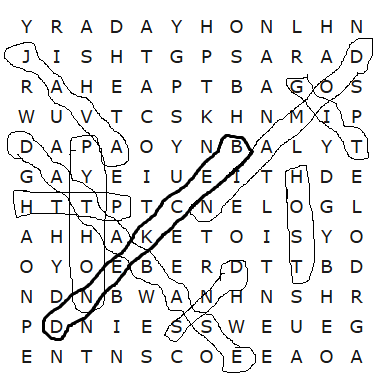 Y R A D A Y H O N L H N
J I S H T G P S A R A D
R A H E A P T B A G O S
W U V T C S K H N M I P
D A P A O Y N B A L Y T
G A Y E I U E I T H D E
H T T P T C N E L O G L
A H H A K E T O I S Y O
O Y O E B E R D T T B D
N D N B W A N H N S H R
P D N I E S S W E U E G
E N T N S C O E E A O A